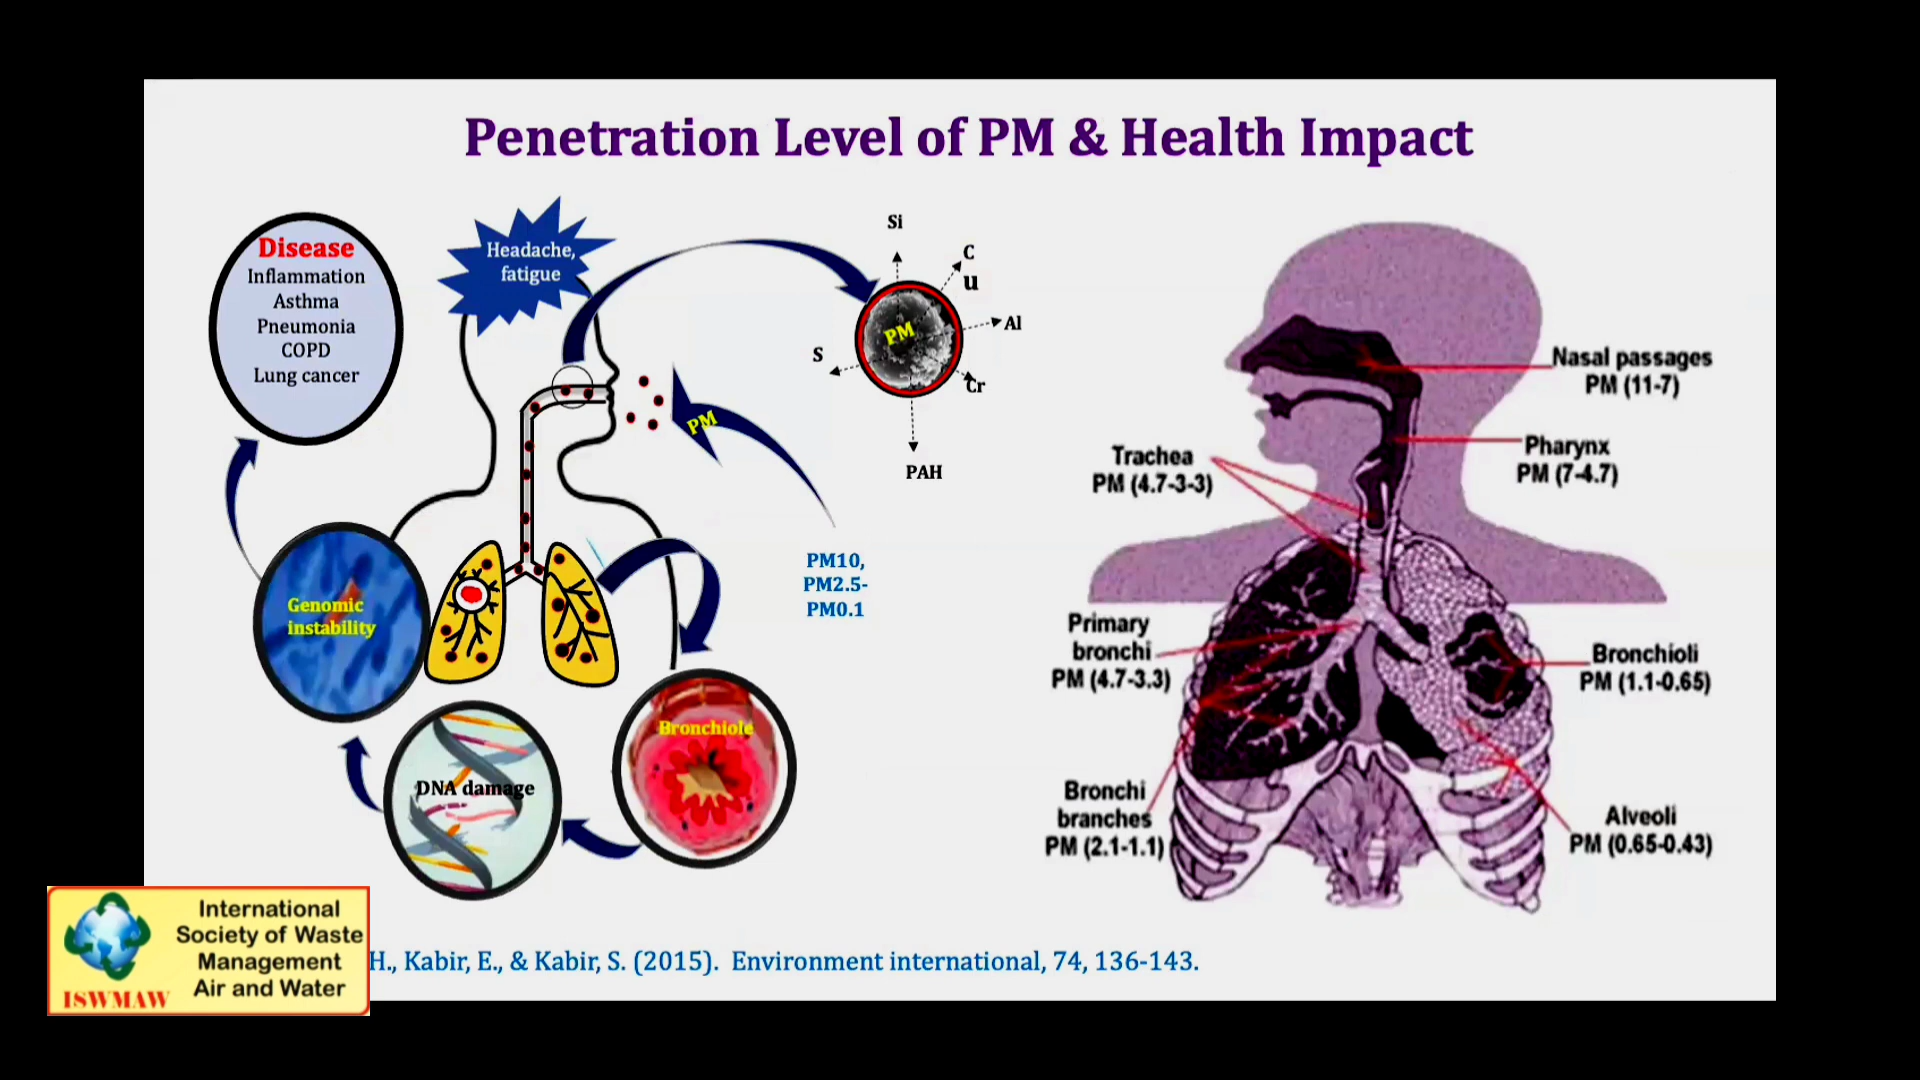 Penetration Level of PM & Health Impact
Disease
Inflammation
Asthma
Pneumonia
COPD
Lung cancer
Headache,
fatigue
Si
C
u
Al
Cr
S
PM
PAH
PM
PM10,
PM2.5-
PM0.1
Genomic
instability
DNA damage
Bronchiole
Nasal passages
PM (11-7)
Pharynx
PM (7-4.7)
Trachea
PM (4.7-3-3)
Primary
bronchi
PM (4.7-3.3)
Bronchioli
PM (1.1-0.65)
Bronchi
branches
PM (2.1-1.1)
Alveoli
PM (0.65-0.43)
H., Kabir, E., & Kabir, S. (2015). Environment international, 74, 136-143.
International
Society of Waste
Management
Air and Water
ISWMAW